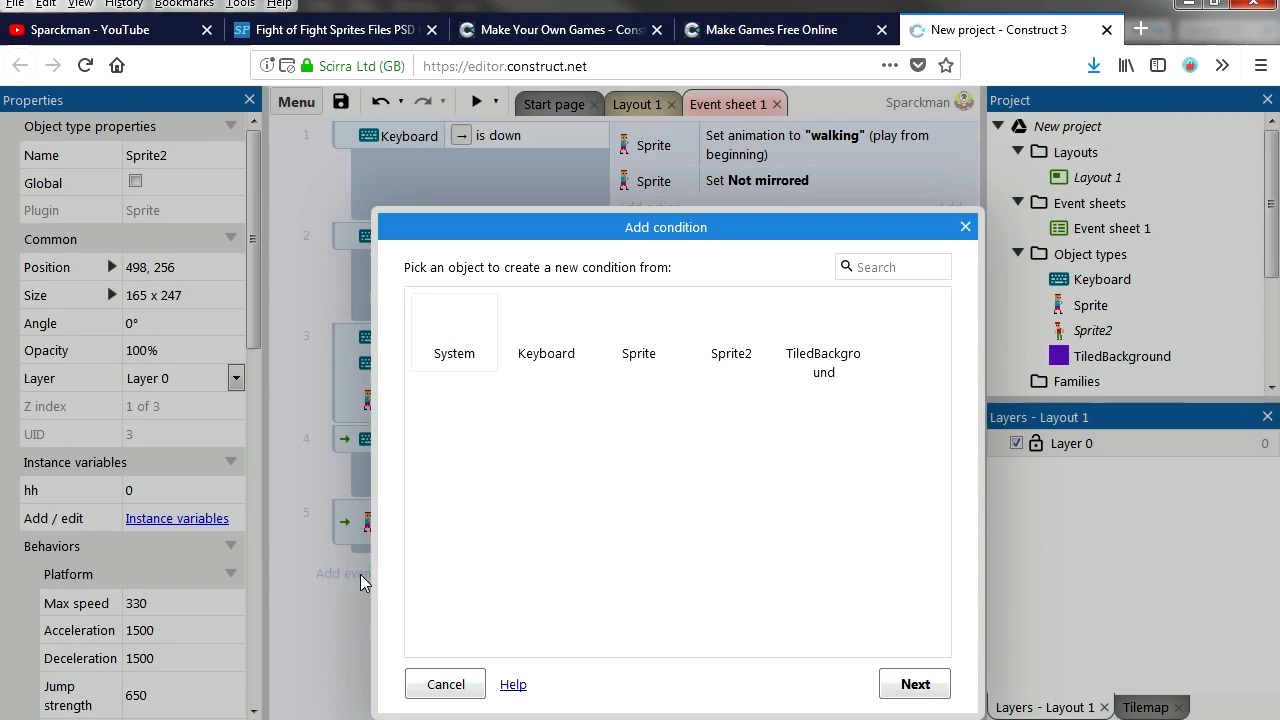 File Edit View History Bookmarks Tools Help
Sparckman - YouTube
Fight of Fight Sprites Files PSD
Make Your Own Games - Cons
Make Games Free Online
New project - Construct 3
Scirra Ltd (GB)
https://editor.construct.net
Properties
Object type properties
Name Sprite2
Global
Plugin Sprite
Common
Position 498, 256
Size 165 x 247
Angle 0°
Opacity 100%
Layer Layer 0
Z index 1 of 3
UID 3
Instance variables
hh 0
Add / edit Instance variables
Behaviors
Platform
Max speed 330
Acceleration 1500
Deceleration 1500
Jump
strength 650
Menu
Start page
Layout 1
Event sheet 1
Sparckman
1 Keyboard → is down
Sprite Set animation to "walking" (play from
beginning)
Sprite Set Not mirrored
Add action
Add
2
3
4
5
Add condition
Pick an object to create a new condition from:
Search
System
Keyboard
Sprite
Sprite2
TiledBackgro
und
Cancel
Help
Next
Project
New project
Layouts
Layout 1
Event sheets
Event sheet 1
Object types
Keyboard
Sprite
Sprite2
TiledBackground
Families
Layers - Layout 1
Layer 0 0
Layers - Layout 1
Tilemap